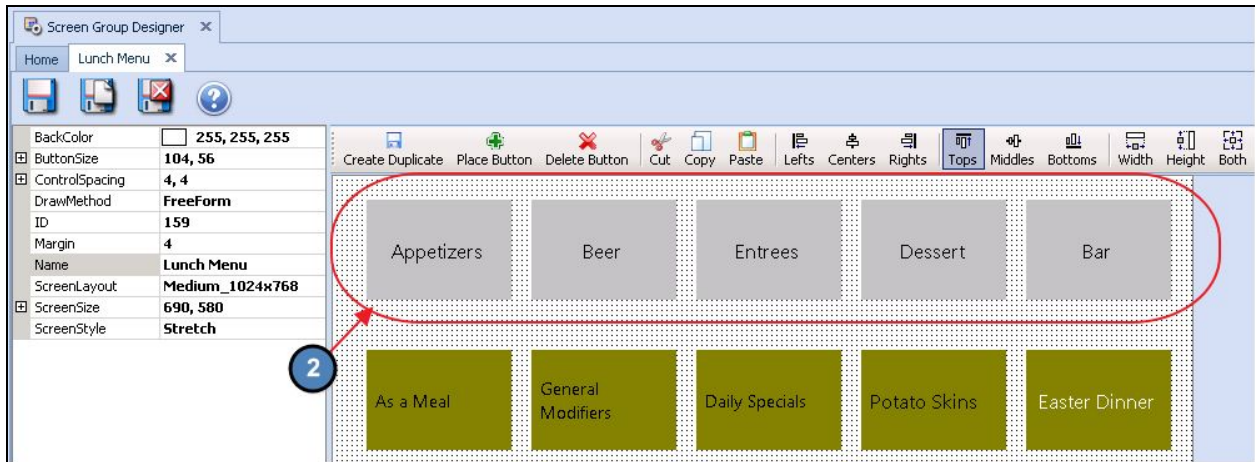 Screen Group Designer
Home Lunch Menu
BackColor 255, 255, 255
ButtonSize 104, 56
ControlSpacing 4, 4
DrawMethod FreeForm
ID 159
Margin 4
Name Lunch Menu
ScreenLayout Medium_1024x768
ScreenSize 690, 580
ScreenStyle Stretch
Create Duplicate Place Button Delete Button Cut Copy Paste Lefts Centers Rights Tops Middles Bottoms Width Height Both
Appetizers Beer Entrees Dessert Bar
2
As a Meal General Modifiers Daily Specials Potato Skins Easter Dinner